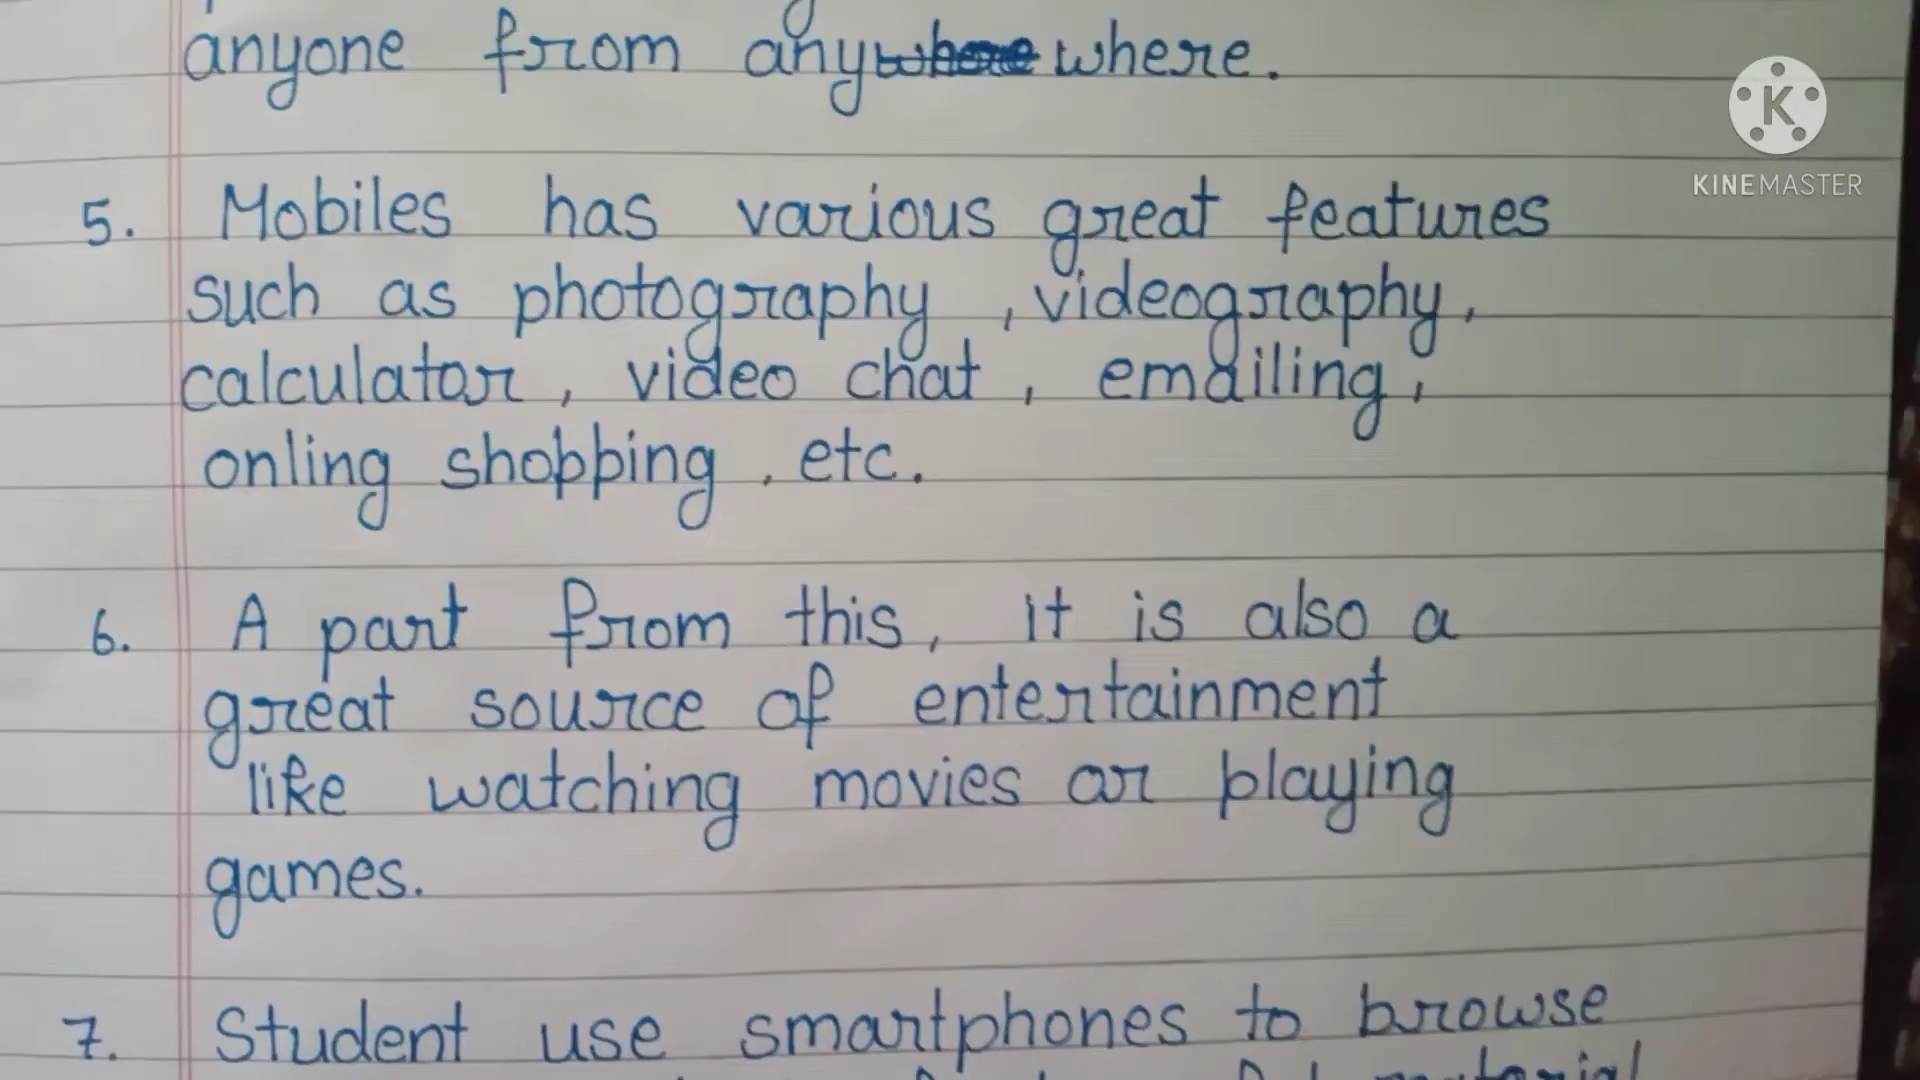 anyone from anywhere.
KINEMASTER
5. Mobiles has various great features
such as photography , videography,
calculator, video chat, emailing,
onling shopping, etc.
6. A part from this, it is also a
great source of entertainment
like watching movies or playing
games.
7. Student use smartphones to browse
material